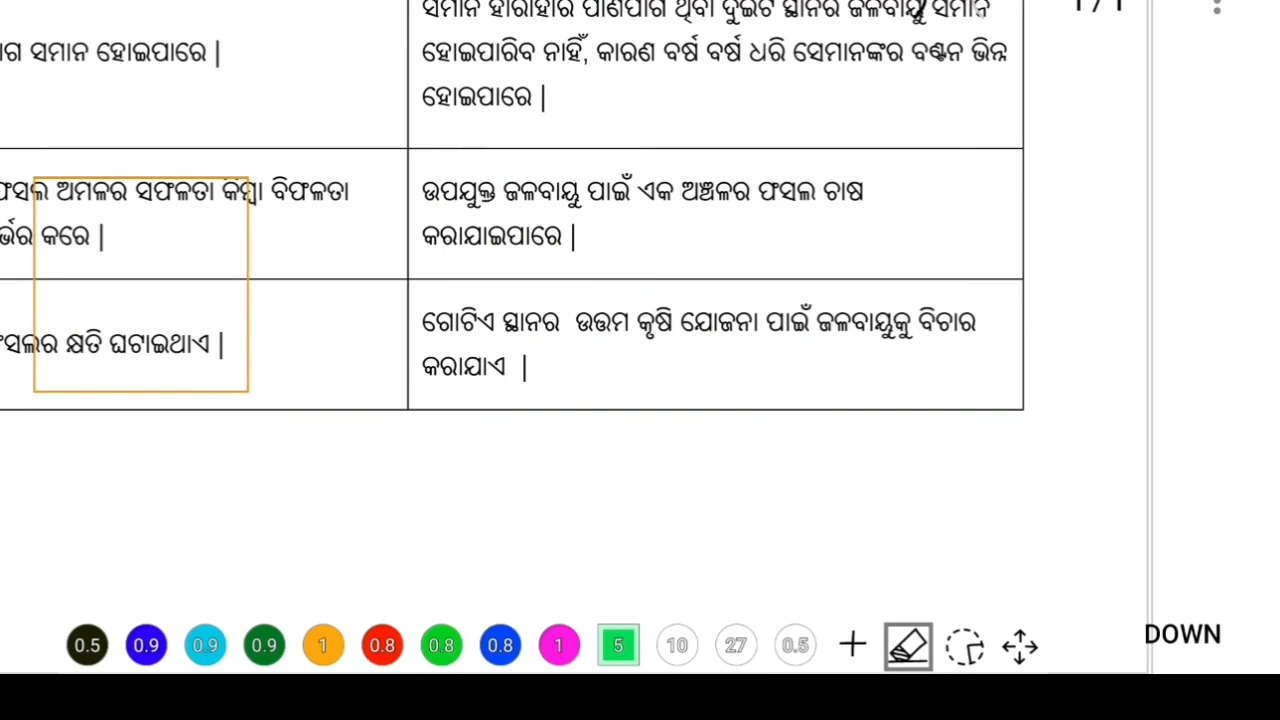 ସମାନ ହାରାହାରି ପାଣିପାଗ ଥିବା ଦୁଇଟି ସ୍ଥାନର ଜଳବାୟୁ ସମାନ
ସମାନ ହୋଇପାରେ |
ହୋଇପାରିବ ନାହିଁ, କାରଣ ବର୍ଷ ବର୍ଷ ଧରି ସେମାନଙ୍କର ବଣ୍ଟନ ଭିନ୍ନ
ହୋଇପାରେ |
ଅମଳର ସଫଳତା କିମ୍ବା ବିଫଳତା
କରେ |
ଉପଯୁକ୍ତ ଜଳବାୟୁ ପାଇଁ ଏକ ଅଞ୍ଚଳର ଫସଲ ଚାଷ
କରାଯାଇପାରେ |
କ୍ଷତି ଘଟାଇଥାଏ |
ଗୋଟିଏ ସ୍ଥାନର ଉତ୍ତମ କୃଷି ଯୋଜନା ପାଇଁ ଜଳବାୟୁକୁ ବିଚାର
କରାଯାଏ |
0.5 0.9 0.9 0.9 1 0.8 0.8 0.8 1 5 10 27 0.5
DOWN